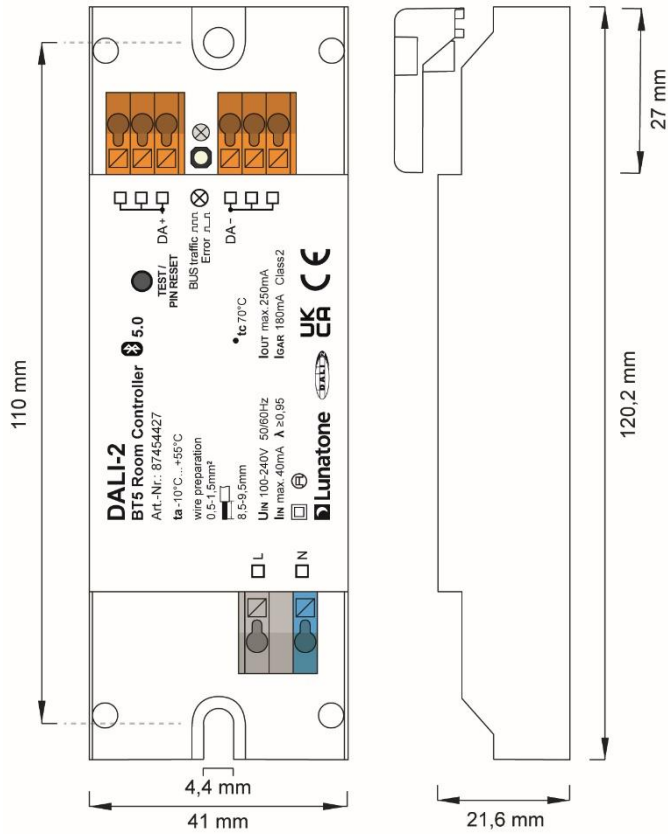 27 mm
DA+
BUS traffic
Error
DA−
TEST /
PIN RESET
DALI-2
BT5 Room Controller 5.0
Art.-Nr.: 87454427
ta -10°C...+55°C
wire preparation
0,5-1,5mm²
8,5-9,5mm
tc 70°C
UIN 100-240V 50/60Hz
IIN max. 40mA λ ≥0,95
IOUT max. 250mA
IGAR 180mA Class2
Lunatone
DALI
UK
CA
CE
L
N
110 mm
120,2 mm
4,4 mm
41 mm
21,6 mm